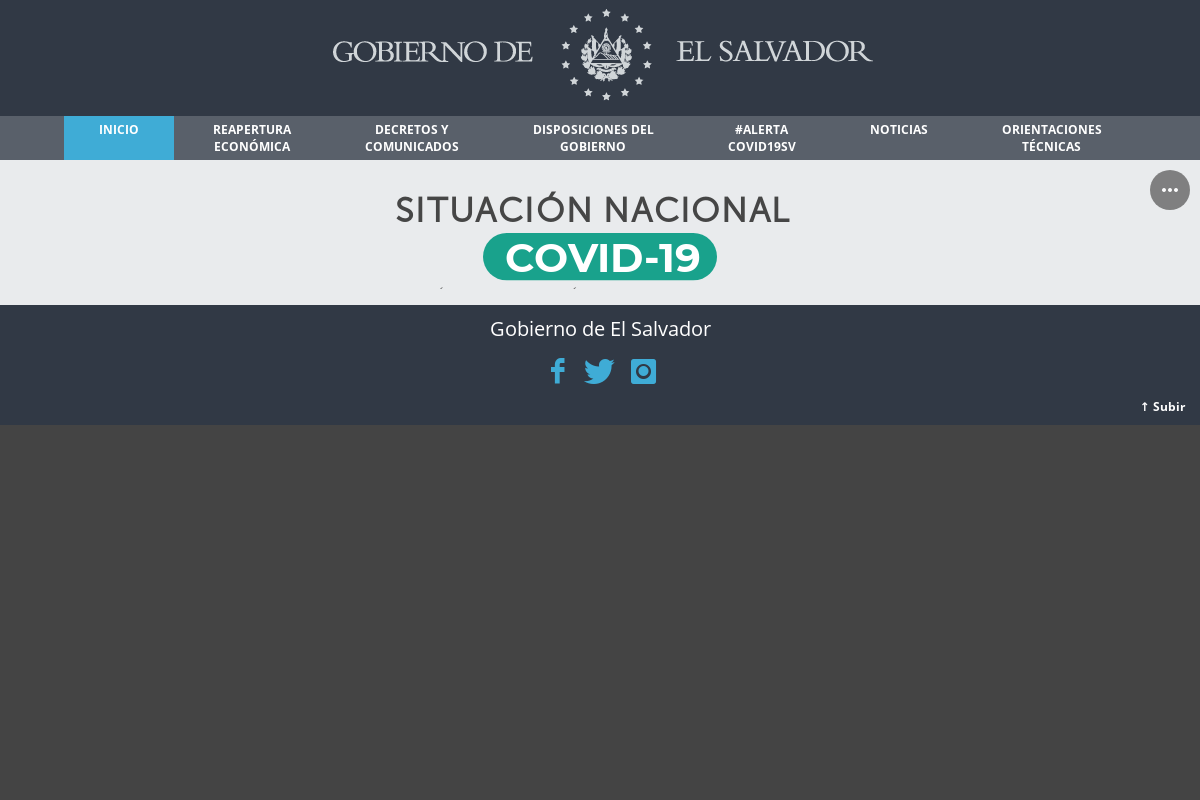 GOBIERNO DE EL SALVADOR
INICIO
REAPERTURA
ECONÓMICA
DECRETOS Y
COMUNICADOS
DISPOSICIONES DEL
GOBIERNO
#ALERTA
COVID19SV
NOTICIAS
ORIENTACIONES
TÉCNICAS
SITUACIÓN NACIONAL
COVID-19
Gobierno de El Salvador
↑ Subir